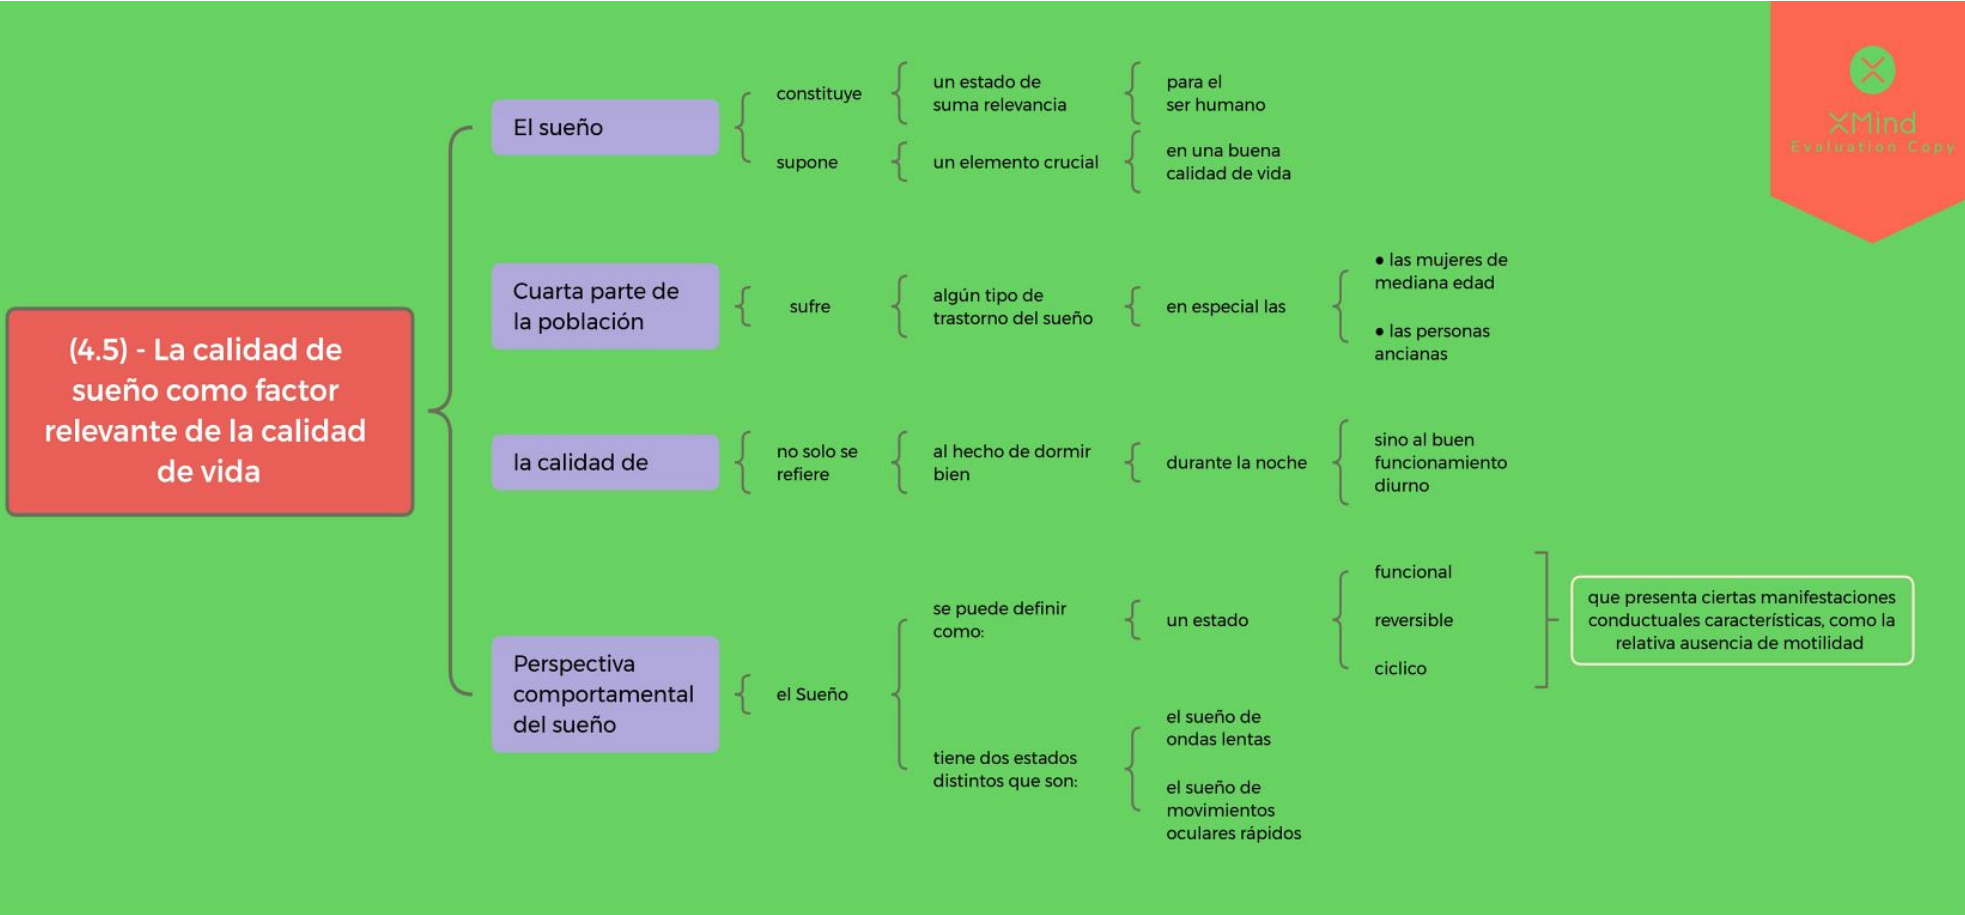 (4.5) - La calidad de
sueño como factor
relevante de la calidad
de vida
El sueño
constituye
un estado de
suma relevancia
para el
ser humano
supone
un elemento crucial
en una buena
calidad de vida
Cuarta parte de
la población
sufre
algún tipo de
trastorno del sueño
en especial las
● las mujeres de
mediana edad
● las personas
ancianas
la calidad de
no solo se
refiere
al hecho de dormir
bien
durante la noche
sino al buen
funcionamiento
diurno
Perspectiva
comportamental
del sueño
el Sueño
se puede definir
como:
un estado
funcional
reversible
ciclico
que presenta ciertas manifestaciones
conductuales características, como la
relativa ausencia de motilidad
tiene dos estados
distintos que son:
el sueño de
ondas lentas
el sueño de
movimientos
oculares rápidos
XMind
Evaluation Copy